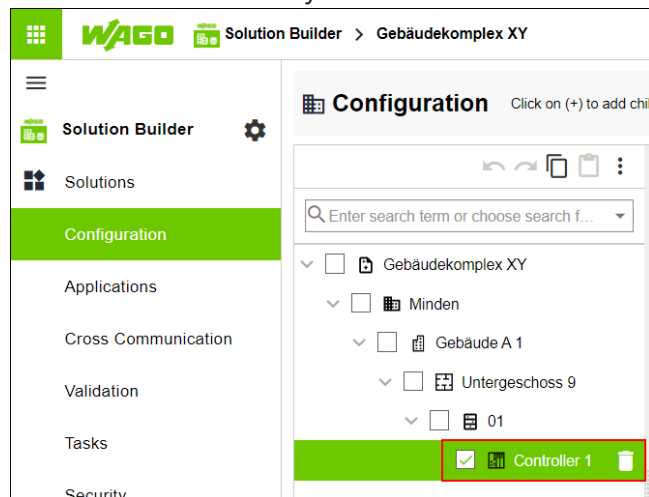 WAGO Solution Builder > Gebäudekomplex XY
Configuration Click on (+) to add chi
Solution Builder
Solutions
Enter search term or choose search f...
Configuration
Gebäudekomplex XY
Applications
Minden
Cross Communication
Gebäude A 1
Validation
Untergeschoss 9
01
Tasks
Controller 1
Security